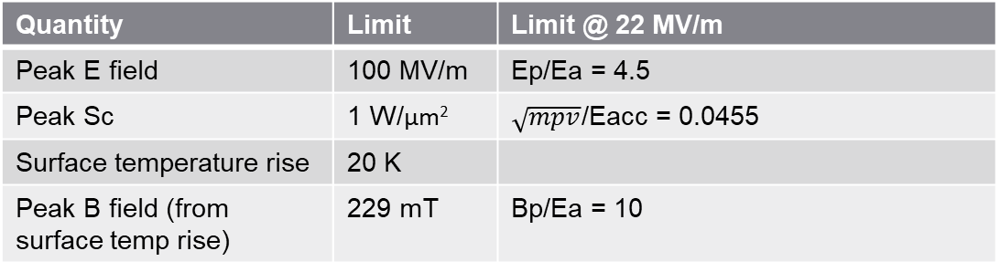 Quantity Limit Limit @ 22 MV/m
Peak E field 100 MV/m Ep/Ea = 4.5
Peak Sc 1 W/μm² √mpv/Eacc = 0.0455
Surface temperature rise 20 K
Peak B field (from 229 mT Bp/Ea = 10
surface temp rise)